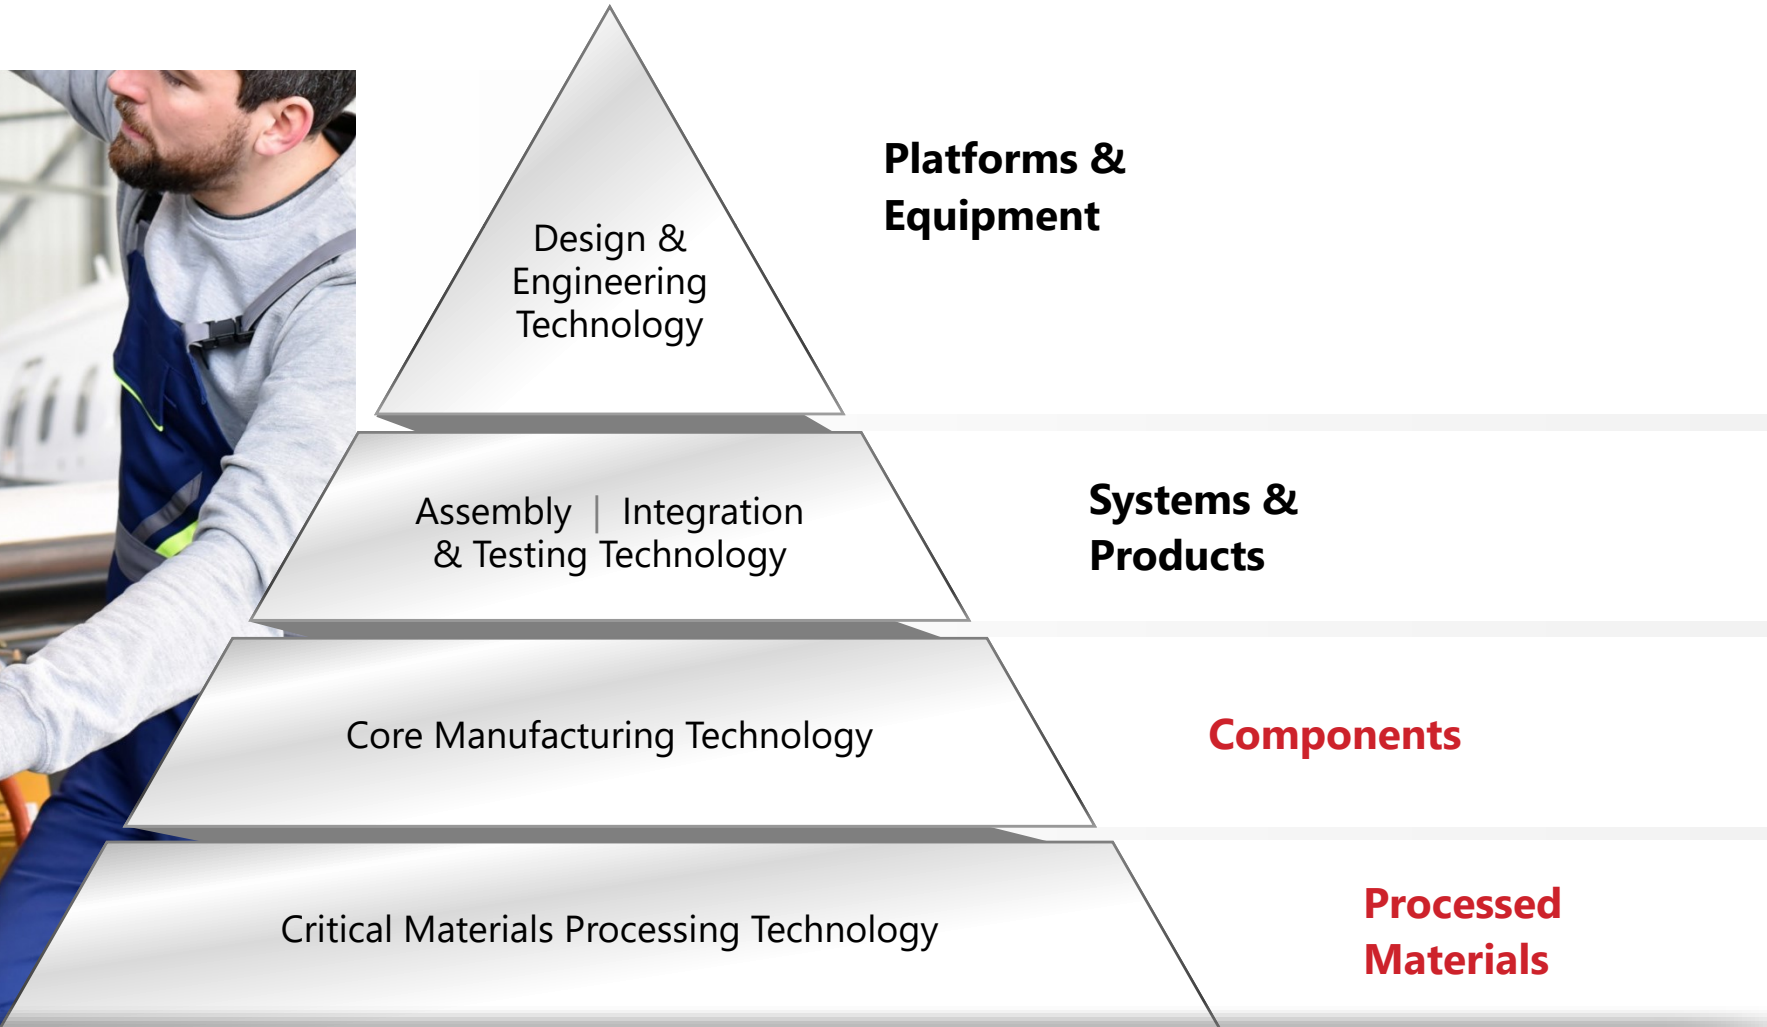 Design &
Engineering
Technology
Platforms &
Equipment
Assembly | Integration
& Testing Technology
Systems &
Products
Core Manufacturing Technology
Components
Critical Materials Processing Technology
Processed
Materials